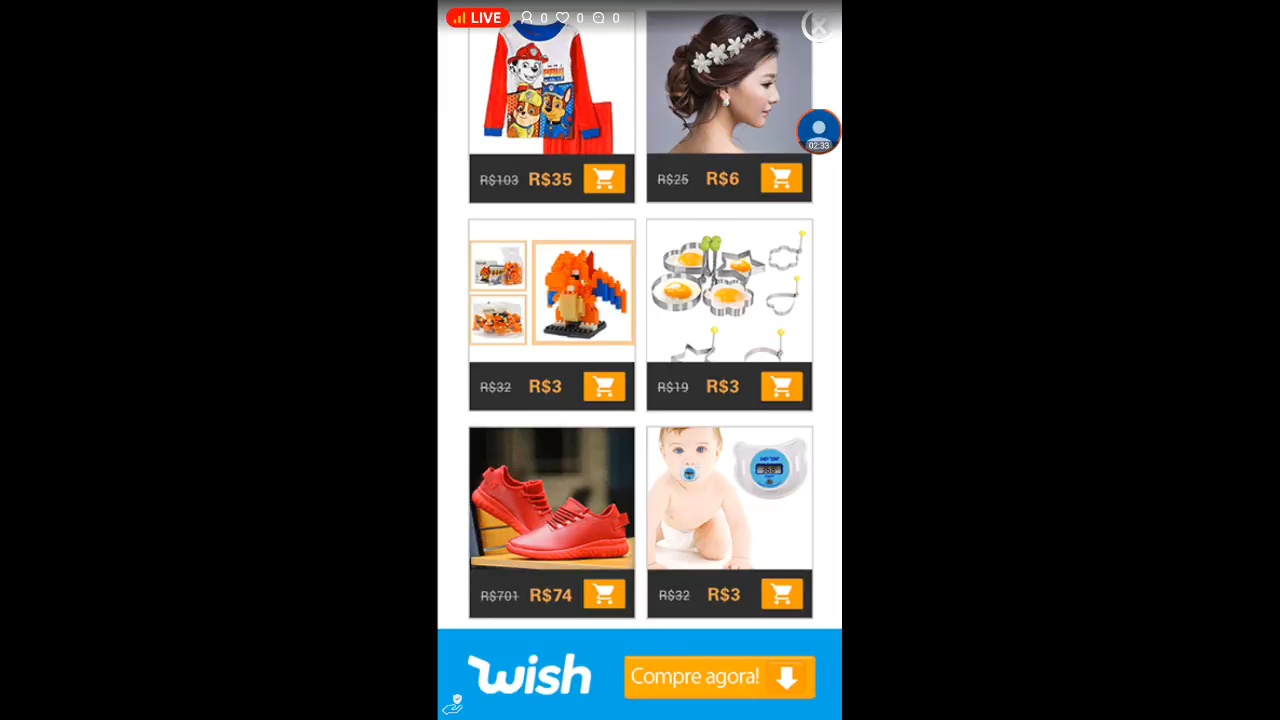 LIVE 0 0 0
02:33
R$103 R$35
R$25 R$6
R$32 R$3
R$19 R$3
R$701 R$74
R$32 R$3
wish
Compre agora!